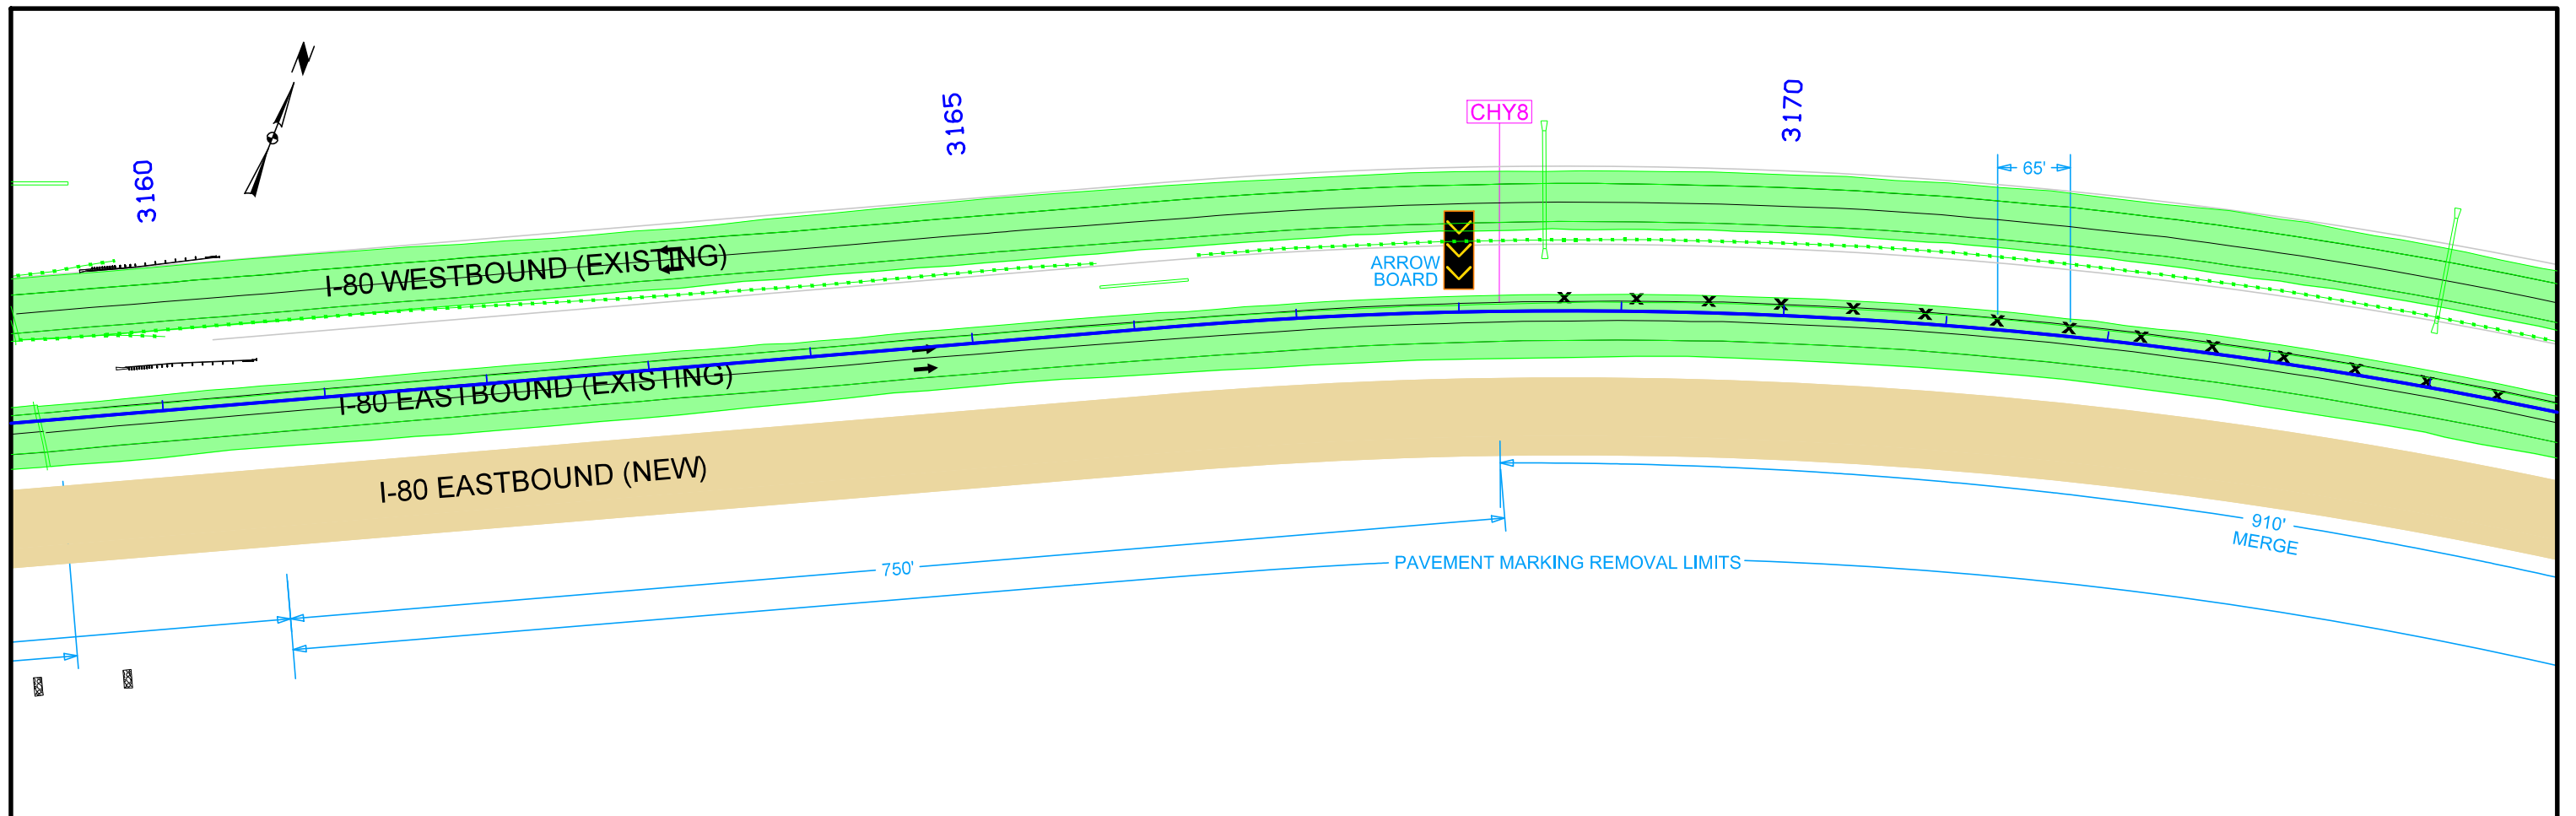 3160
3165
CHY8
3170
65'
ARROW
BOARD
I-80 WESTBOUND (EXISTING)
I-80 EASTBOUND (EXISTING)
I-80 EASTBOUND (NEW)
910'
MERGE
750'
PAVEMENT MARKING REMOVAL LIMITS